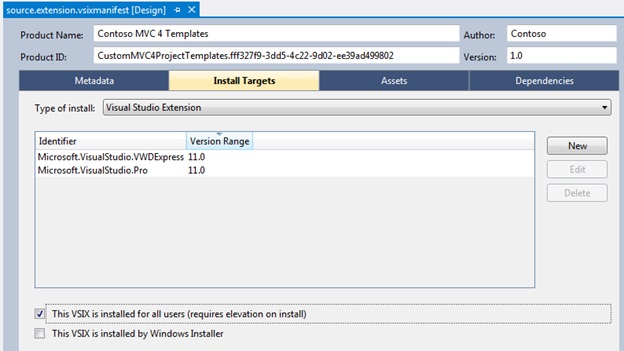 source.extension.vsixmanifest [Design]
Product Name: Contoso MVC 4 Templates Author: Contoso
Product ID: CustomMVC4ProjectTemplates.fff327f9-3dd5-4c22-9d02-ee39ad499802 Version: 1.0
Metadata Install Targets Assets Dependencies
Type of install: Visual Studio Extension
Identifier Version Range
Microsoft.VisualStudio.VWDExpress 11.0
Microsoft.VisualStudio.Pro 11.0
New
Edit
Delete
This VSIX is installed for all users (requires elevation on install)
This VSIX is installed by Windows Installer